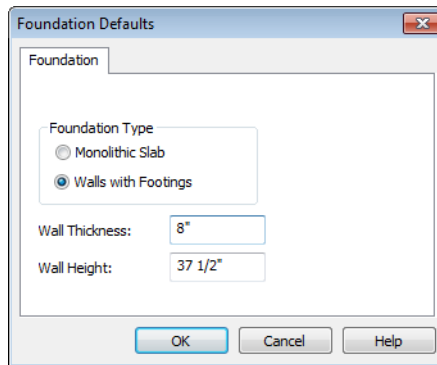 Foundation Defaults
Foundation
Foundation Type
Monolithic Slab
Walls with Footings
Wall Thickness: 8"
Wall Height: 37 1/2"
OK Cancel Help